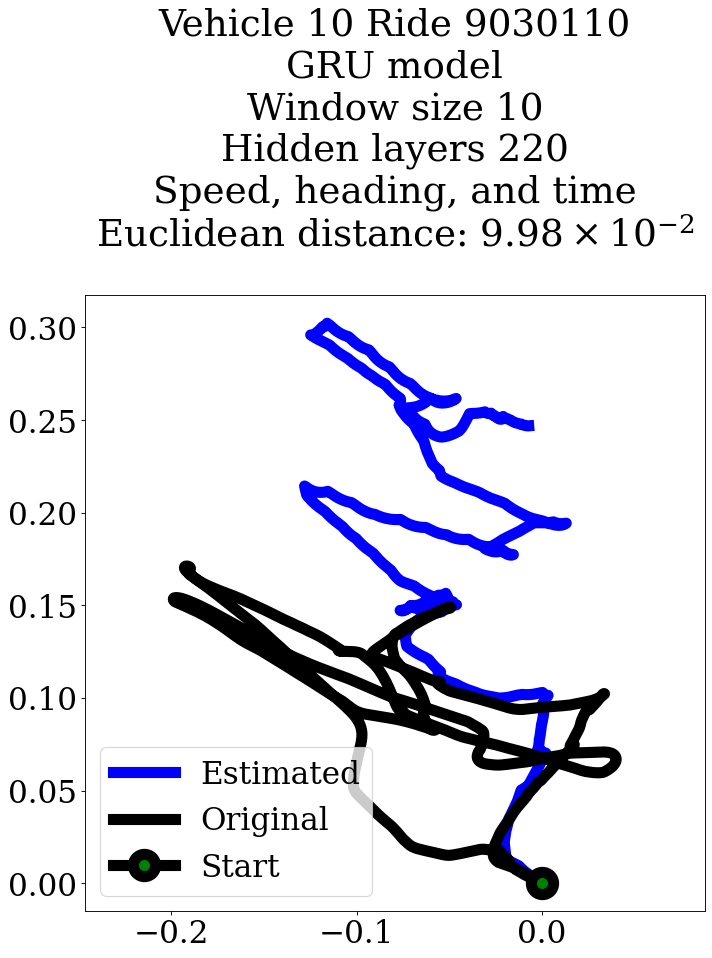 Vehicle 10 Ride 9030110
GRU model
Window size 10
Hidden layers 220
Speed, heading, and time
Euclidean distance: 9.98 × 10⁻²
0.30
0.25
0.20
0.15
0.10
0.05
0.00
Estimated
Original
Start
−0.2 −0.1 0.0